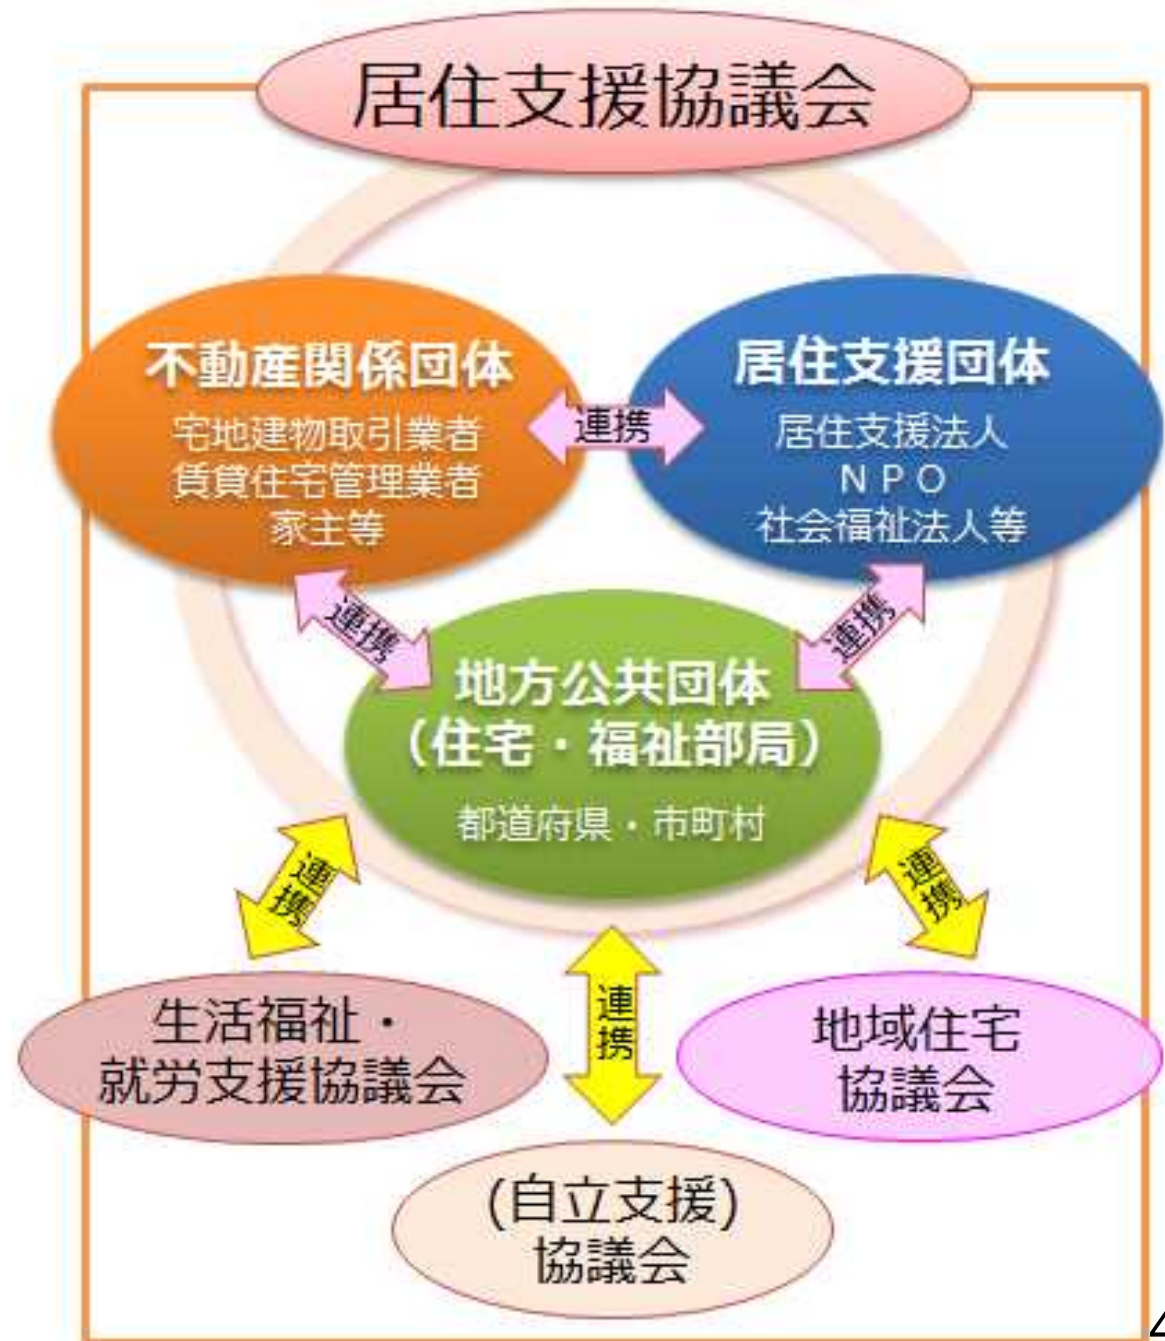 居住支援協議会
不動産関係団体
宅地建物取引業者
賃貸住宅管理業者
家主等
連携
居住支援団体
居住支援法人
ＮＰＯ
社会福祉法人等
連携
連携
地方公共団体
（住宅・福祉部局）
都道府県・市町村
連携
連携
連携
生活福祉・
就労支援協議会
地域住宅
協議会
(自立支援)
協議会